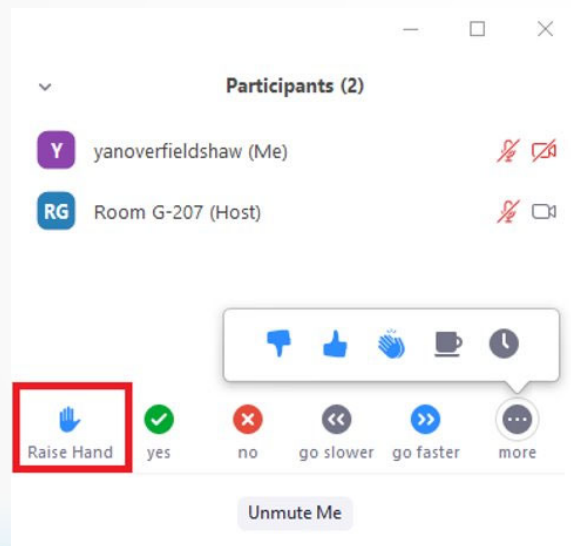 Participants (2)
Y yanoverfieldshaw (Me)
RG Room G-207 (Host)
Raise Hand yes no go slower go faster more
Unmute Me